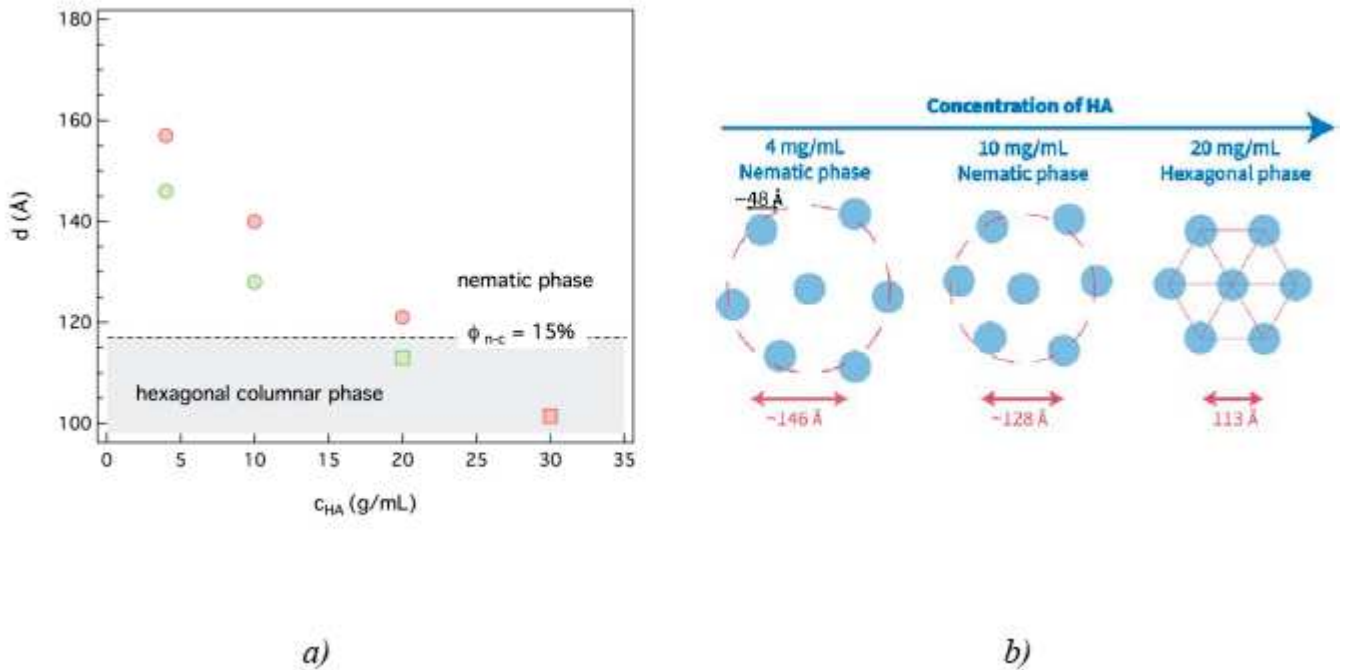 180
160
140
120
100
d (Å)
nematic phase
ϕ n-c = 15%
hexagonal columnar phase
0 5 10 15 20 25 30 35
cHA (g/mL)
a)
Concentration of HA
4 mg/mL
Nematic phase
10 mg/mL
Nematic phase
20 mg/mL
Hexagonal phase
~48 Å
~146 Å
~128 Å
113 Å
b)